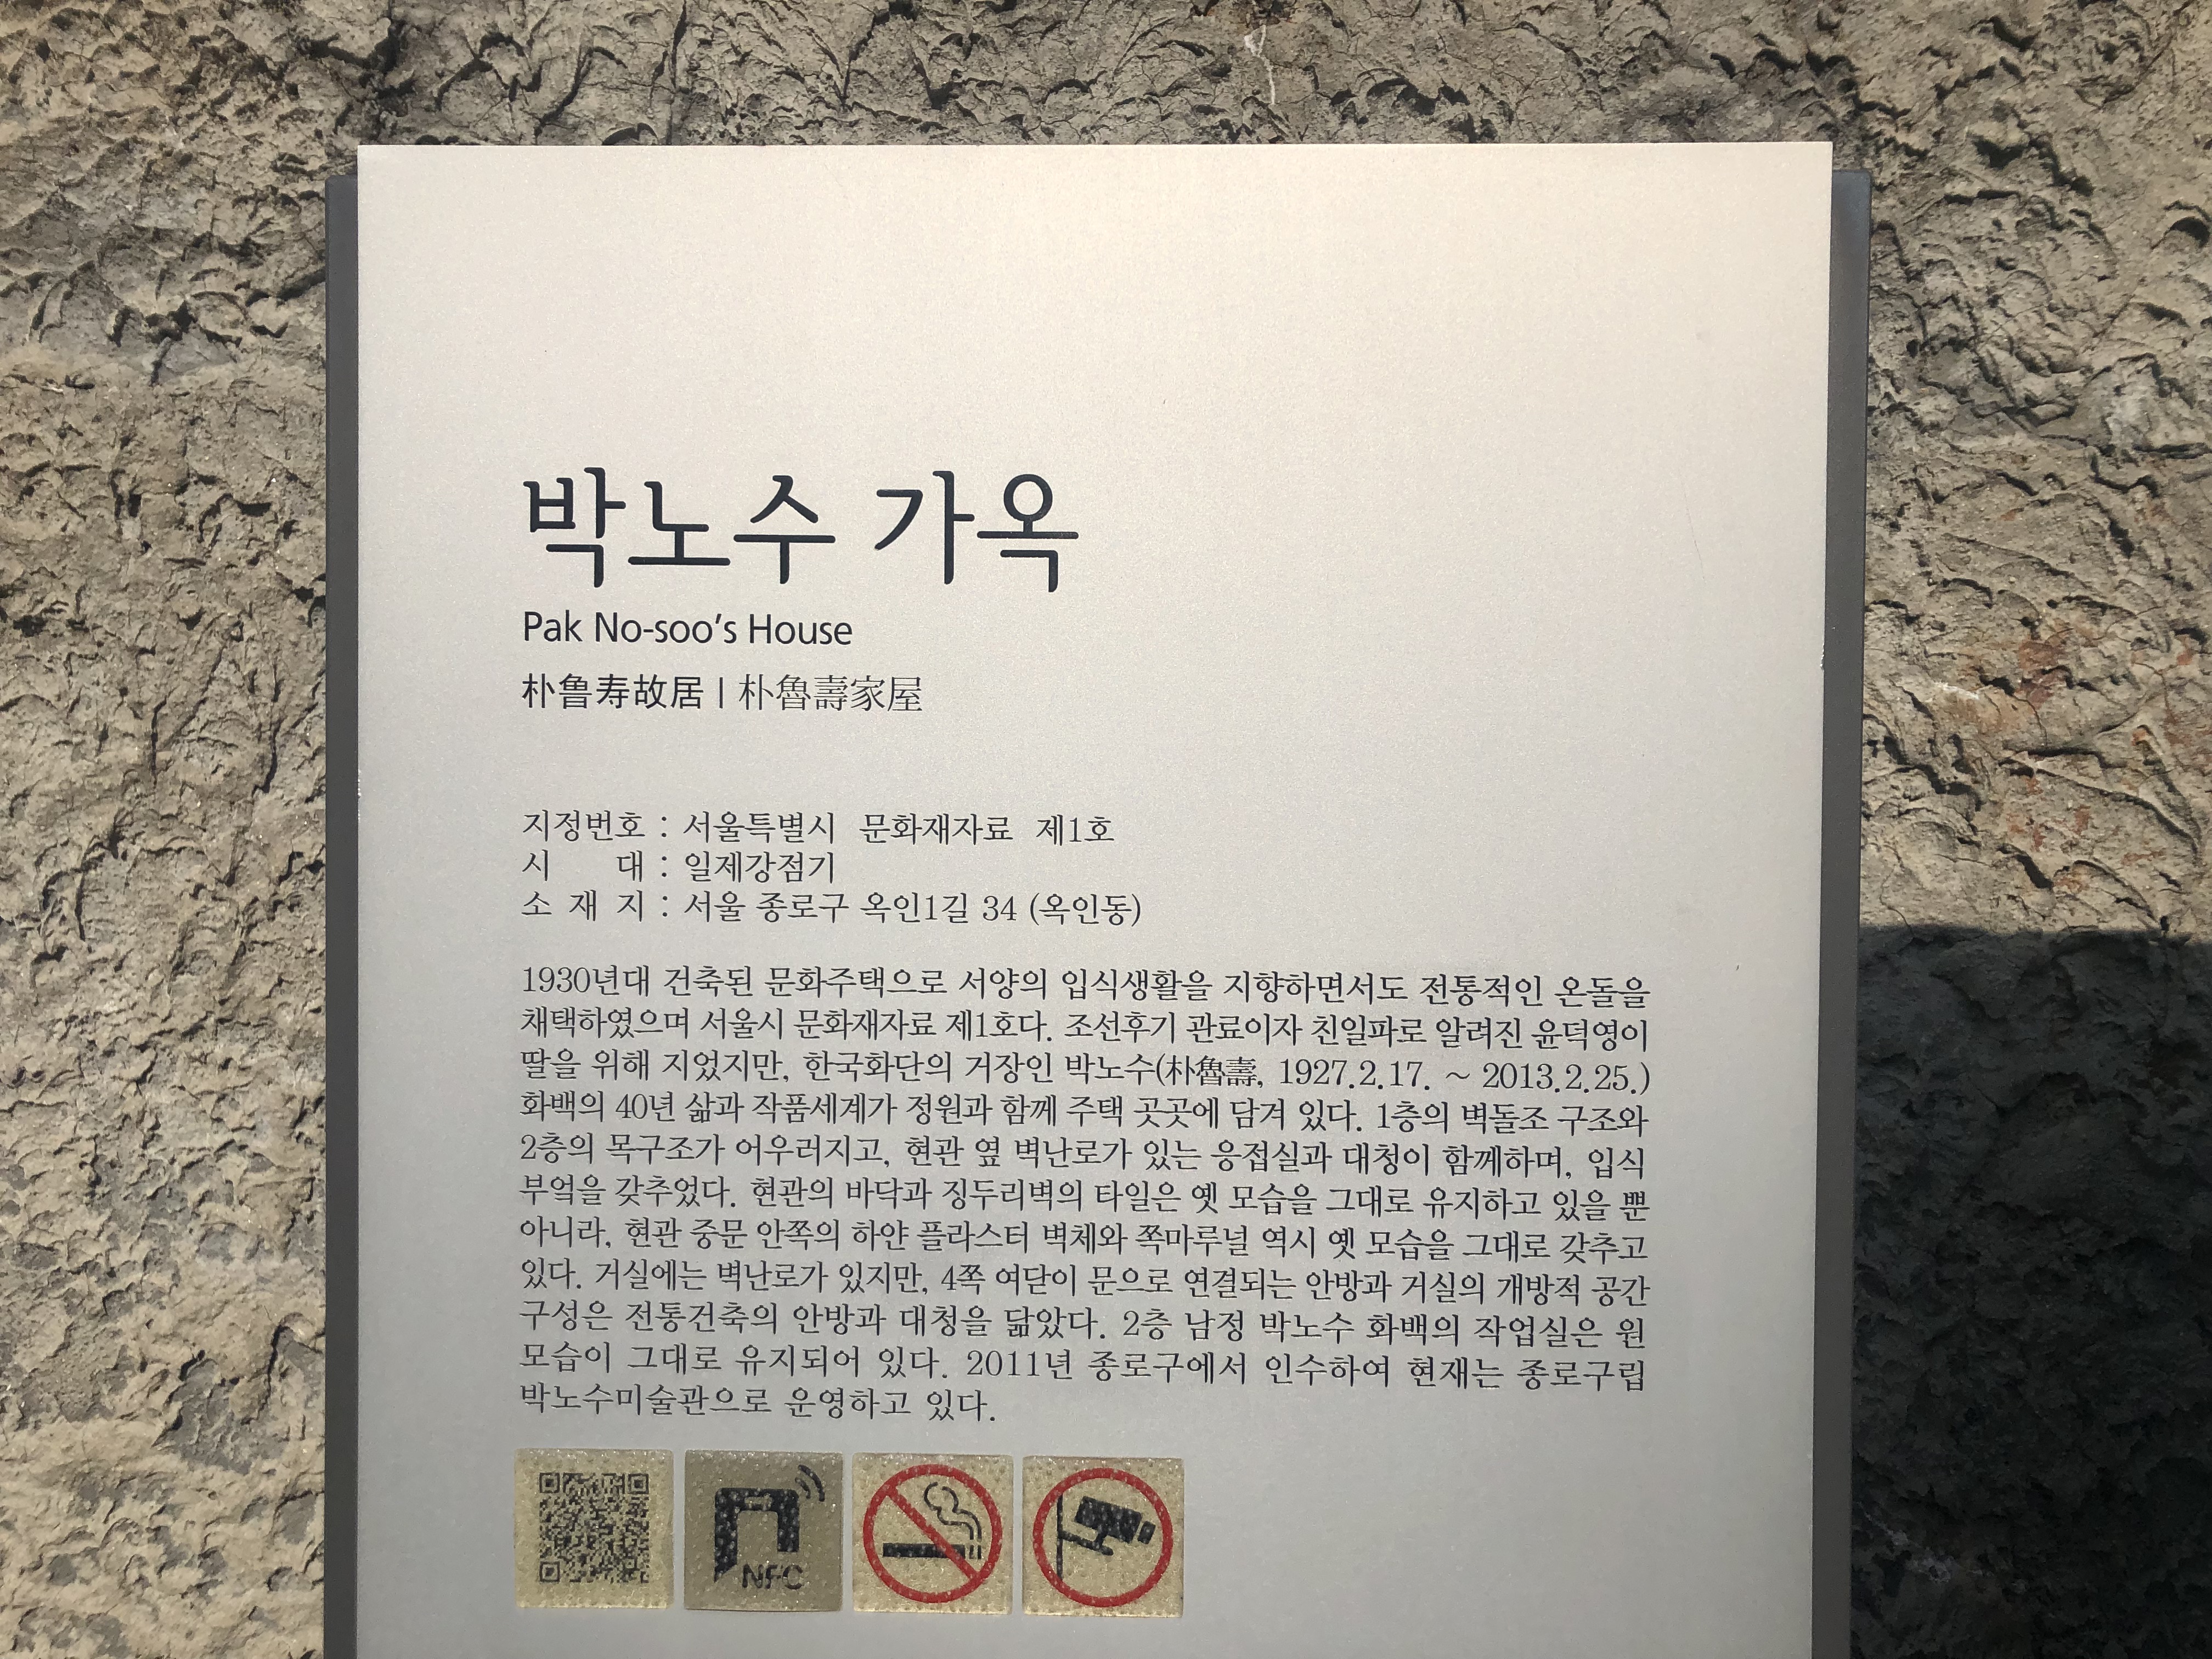 박노수 가옥
Pak No-soo's House
朴鲁寿故居 | 朴魯壽家屋
지정번호 : 서울특별시 문화재자료 제1호
시 대 : 일제강점기
소 재 지 : 서울 종로구 옥인1길 34 (옥인동)
1930년대 건축된 문화주택으로 서양의 입식생활을 지향하면서도 전통적인 온돌을
채택하였으며 서울시 문화재자료 제1호다. 조선후기 관료이자 친일파로 알려진 윤덕영이
딸을 위해 지었지만, 한국화단의 거장인 박노수(朴魯壽, 1927.2.17. ~ 2013.2.25.)
화백의 40년 삶과 작품세계가 정원과 함께 주택 곳곳에 담겨 있다. 1층의 벽돌조 구조와
2층의 목구조가 어우러지고, 현관 옆 벽난로가 있는 응접실과 대청이 함께하며, 입식
부엌을 갖추었다. 현관의 바닥과 징두리벽의 타일은 옛 모습을 그대로 유지하고 있을 뿐
아니라, 현관 중문 안쪽의 하얀 플라스터 벽체와 쪽마루널 역시 옛 모습을 그대로 갖추고
있다. 거실에는 벽난로가 있지만, 4쪽 여닫이 문으로 연결되는 안방과 거실의 개방적 공간
구성은 전통건축의 안방과 대청을 닮았다. 2층 남정 박노수 화백의 작업실은 원
모습이 그대로 유지되어 있다. 2011년 종로구에서 인수하여 현재는 종로구립
박노수미술관으로 운영하고 있다.
NFC